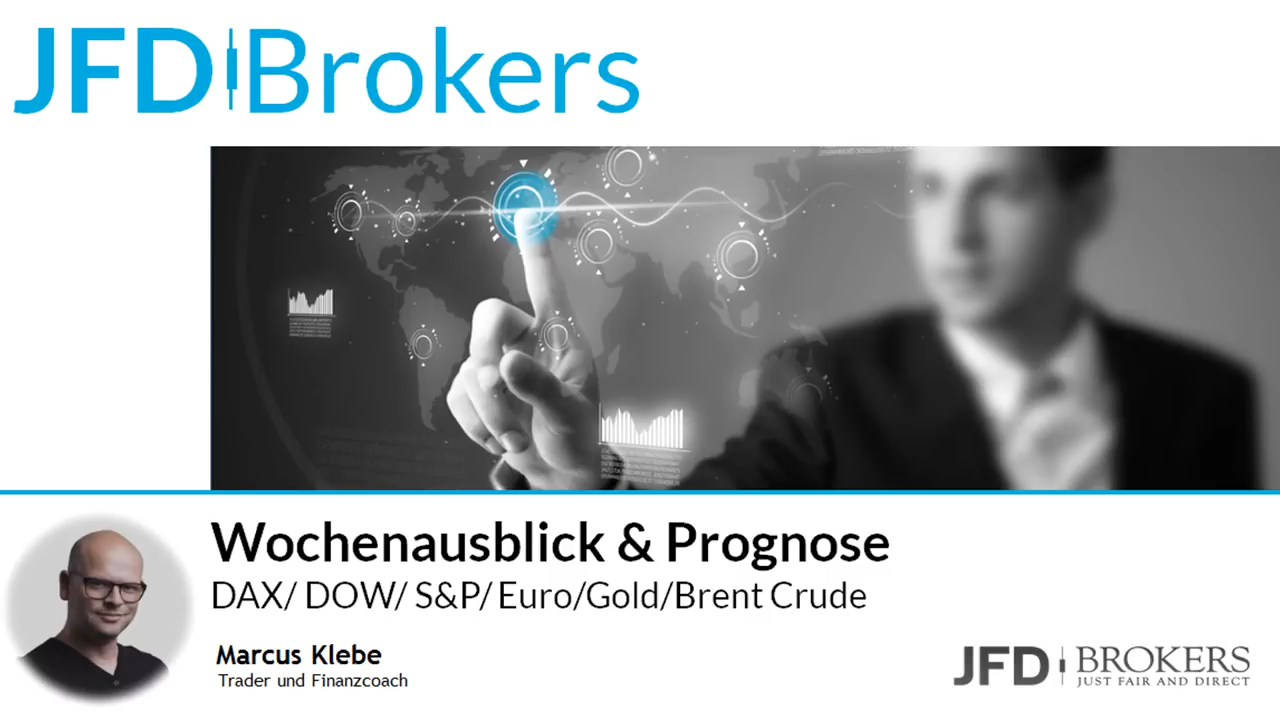 JFD Brokers
Wochenausblick & Prognose
DAX/ DOW/ S&P/ Euro/Gold/Brent Crude
Marcus Klebe
Trader und Finanzcoach
JFD BROKERS
JUST FAIR AND DIRECT